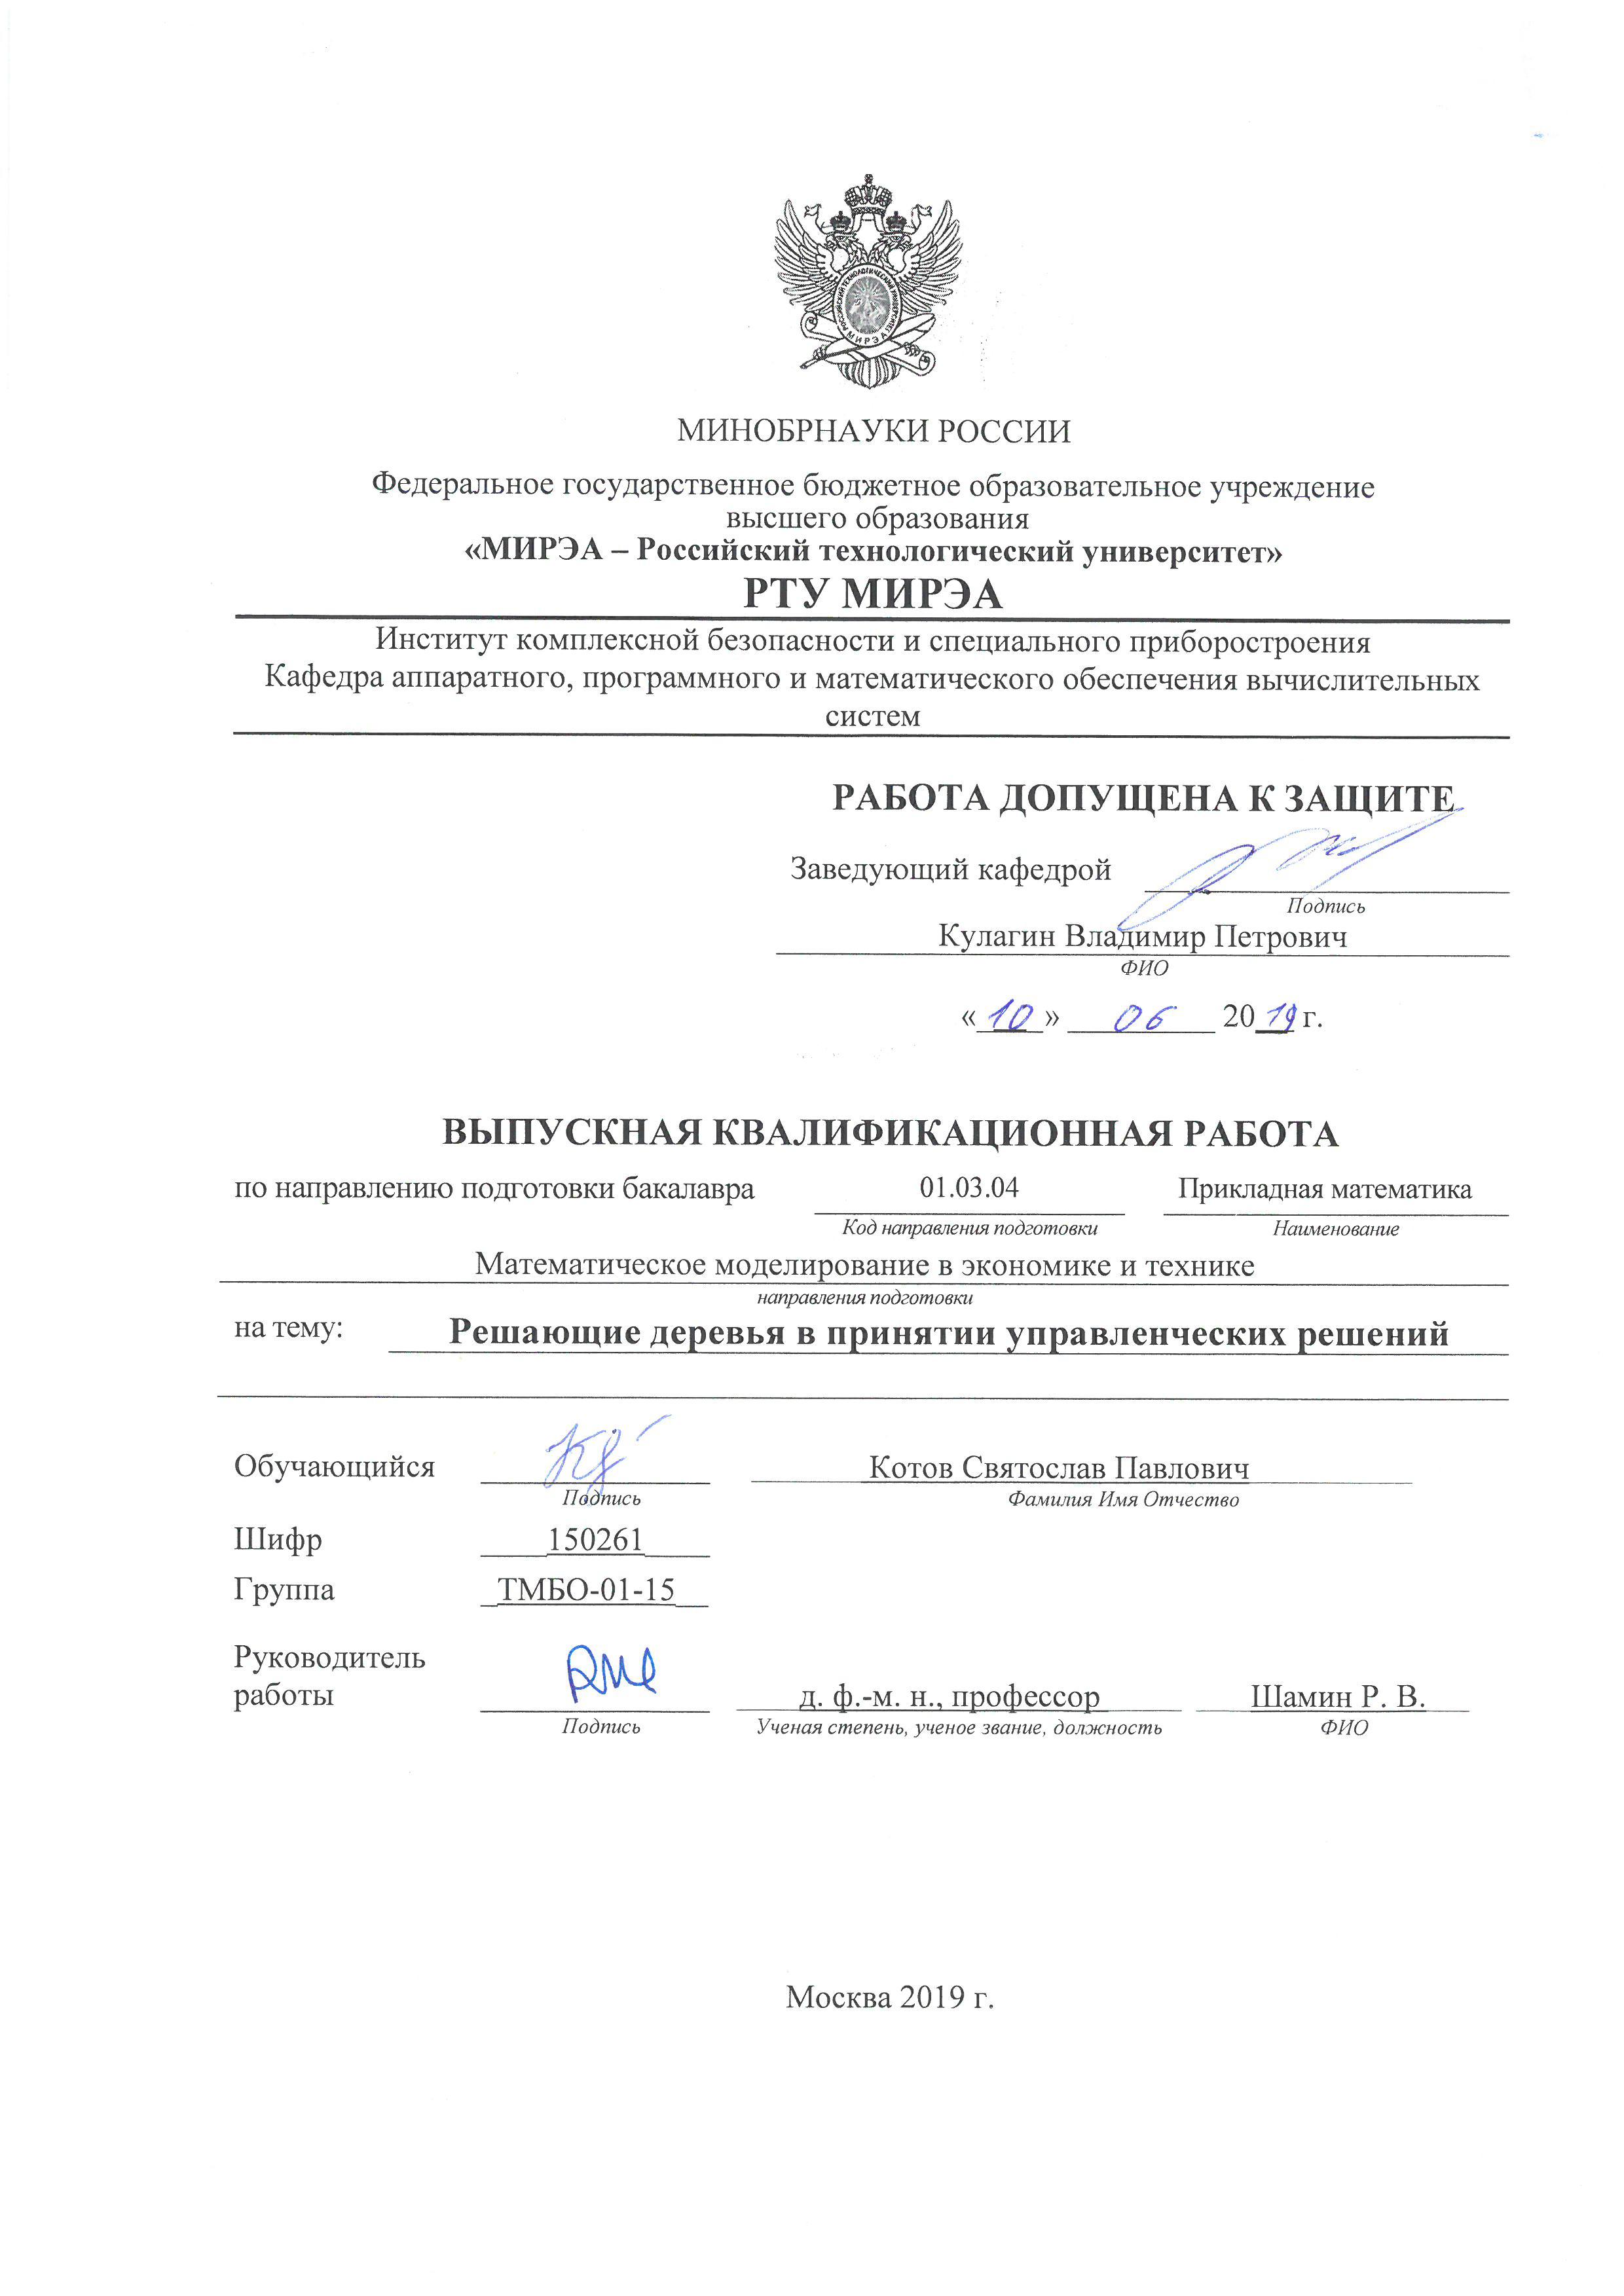 РОССИЙСКИЙ ТЕХНОЛОГИЧЕСКИЙ УНИВЕРСИТЕТ
МИРЭА
МИНОБРНАУКИ РОССИИ
Федеральное государственное бюджетное образовательное учреждение
высшего образования
«МИРЭА – Российский технологический университет»
РТУ МИРЭА
Институт комплексной безопасности и специального приборостроения
Кафедра аппаратного, программного и математического обеспечения вычислительных
систем
РАБОТА ДОПУЩЕНА К ЗАЩИТЕ
Заведующий кафедрой
Подпись
Кулагин Владимир Петрович
ФИО
«10» 06 2019 г.
ВЫПУСКНАЯ КВАЛИФИКАЦИОННАЯ РАБОТА
по направлению подготовки бакалавра 01.03.04 Прикладная математика
Код направления подготовки Наименование
Математическое моделирование в экономике и технике
направления подготовки
на тему: Решающие деревья в принятии управленческих решений
Обучающийся Котов Святослав Павлович
Подпись Фамилия Имя Отчество
Шифр 150261
Группа ТМБО-01-15
Руководитель
работы д. ф.-м. н., профессор Шамин Р. В.
Подпись Ученая степень, ученое звание, должность ФИО
Москва 2019 г.